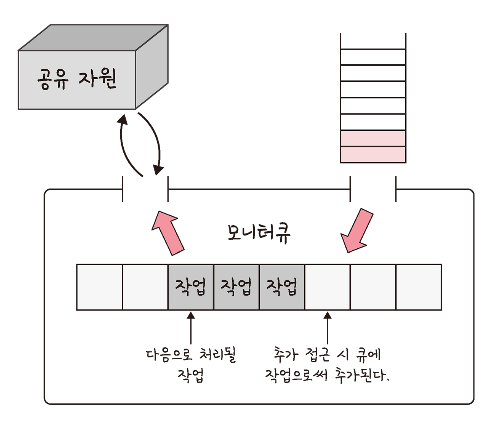 공유 자원
모니터큐
작업 작업 작업
다음으로 처리될
작업
추가 접근 시 큐에
작업으로써 추가된다.